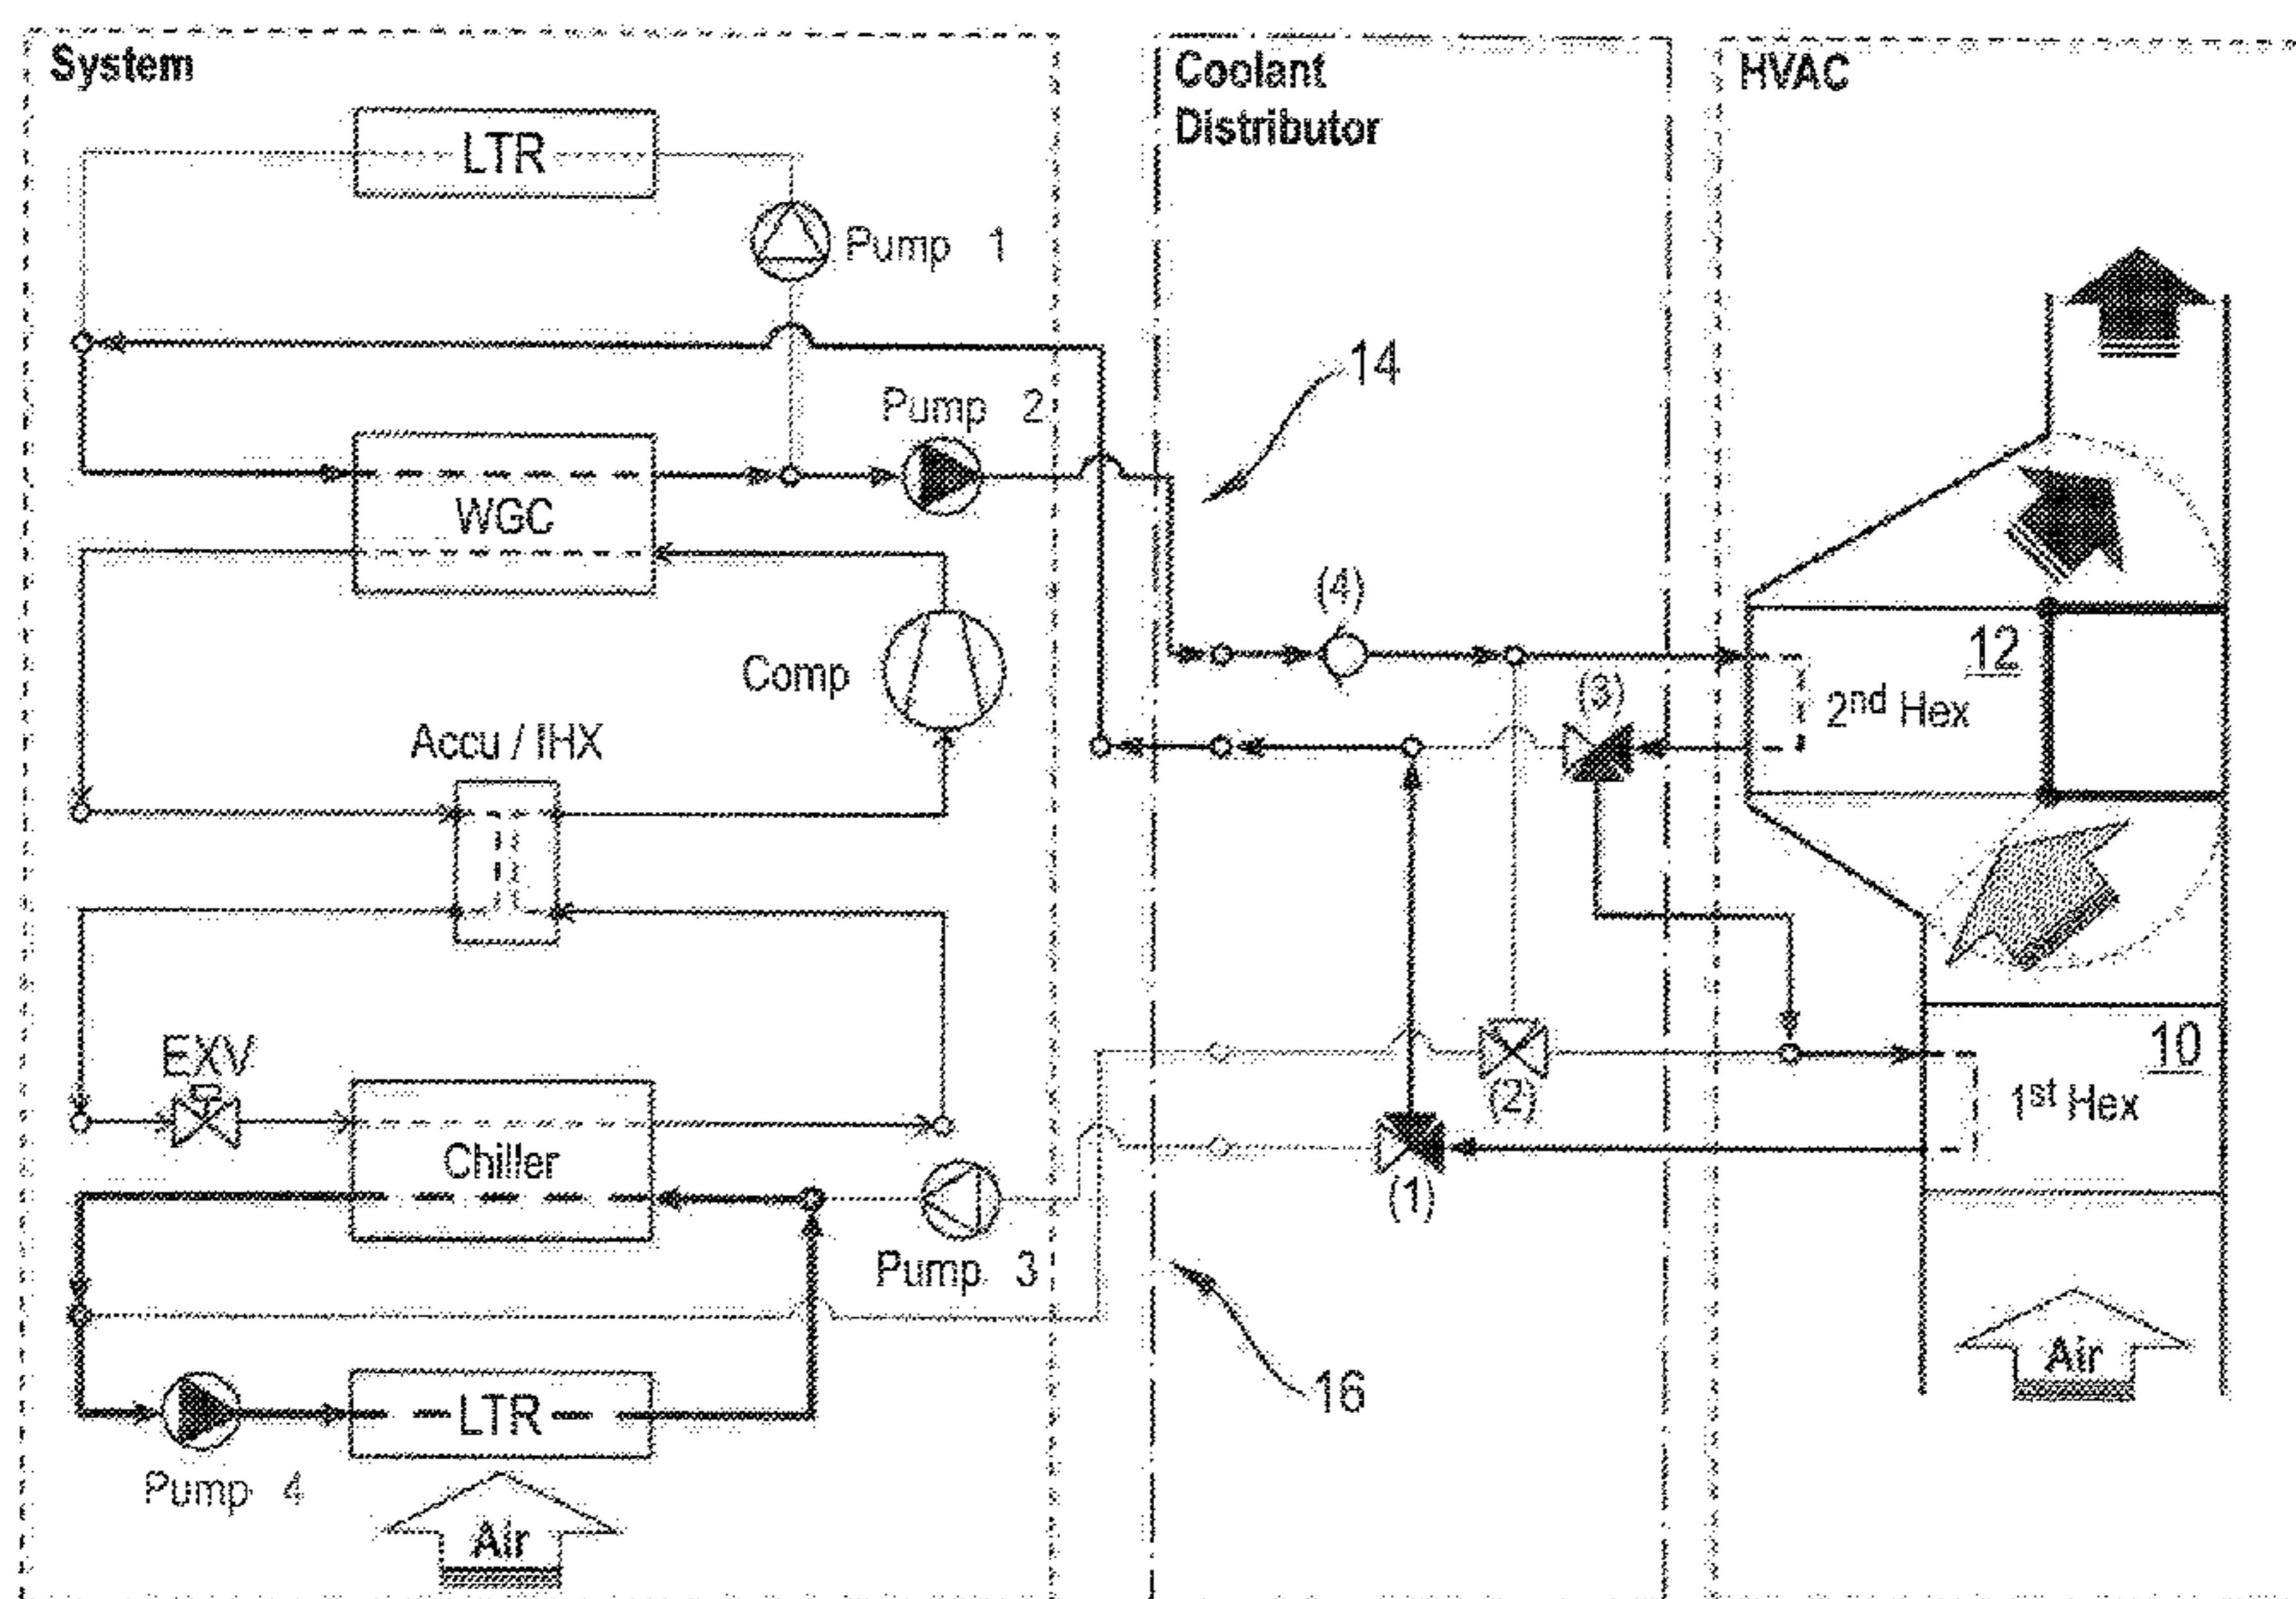 System
Coolant
Distributor
HVAC
LTR
Pump 1
14
Pump 2
WGC
(4)
12
Comp
(3)
2nd Hex
Accu / IHX
EXV
10
(2)
1st Hex
Chiller
(1)
Pump 3
Air
16
LTR
Pump 4
Air